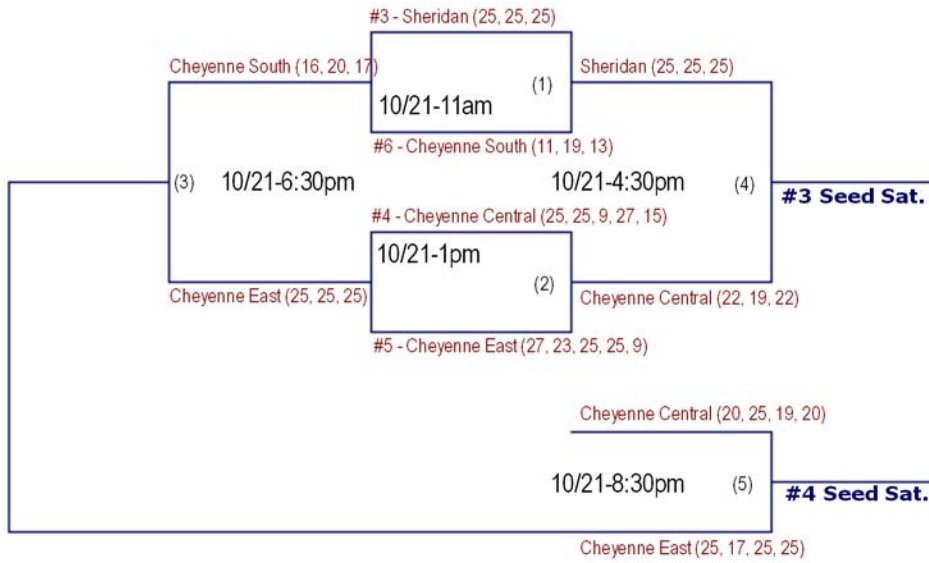 #3 - Sheridan (25, 25, 25)
Cheyenne South (16, 20, 17)
Sheridan (25, 25, 25)
(1)
10/21-11am
#6 - Cheyenne South (11, 19, 13)
(3)
10/21-6:30pm
10/21-4:30pm
(4)
#3 Seed Sat.
#4 - Cheyenne Central (25, 25, 9, 27, 15)
10/21-1pm
(2)
Cheyenne East (25, 25, 25)
Cheyenne Central (22, 19, 22)
#5 - Cheyenne East (27, 23, 25, 25, 9)
Cheyenne Central (20, 25, 19, 20)
10/21-8:30pm
(5)
#4 Seed Sat.
Cheyenne East (25, 17, 25, 25)